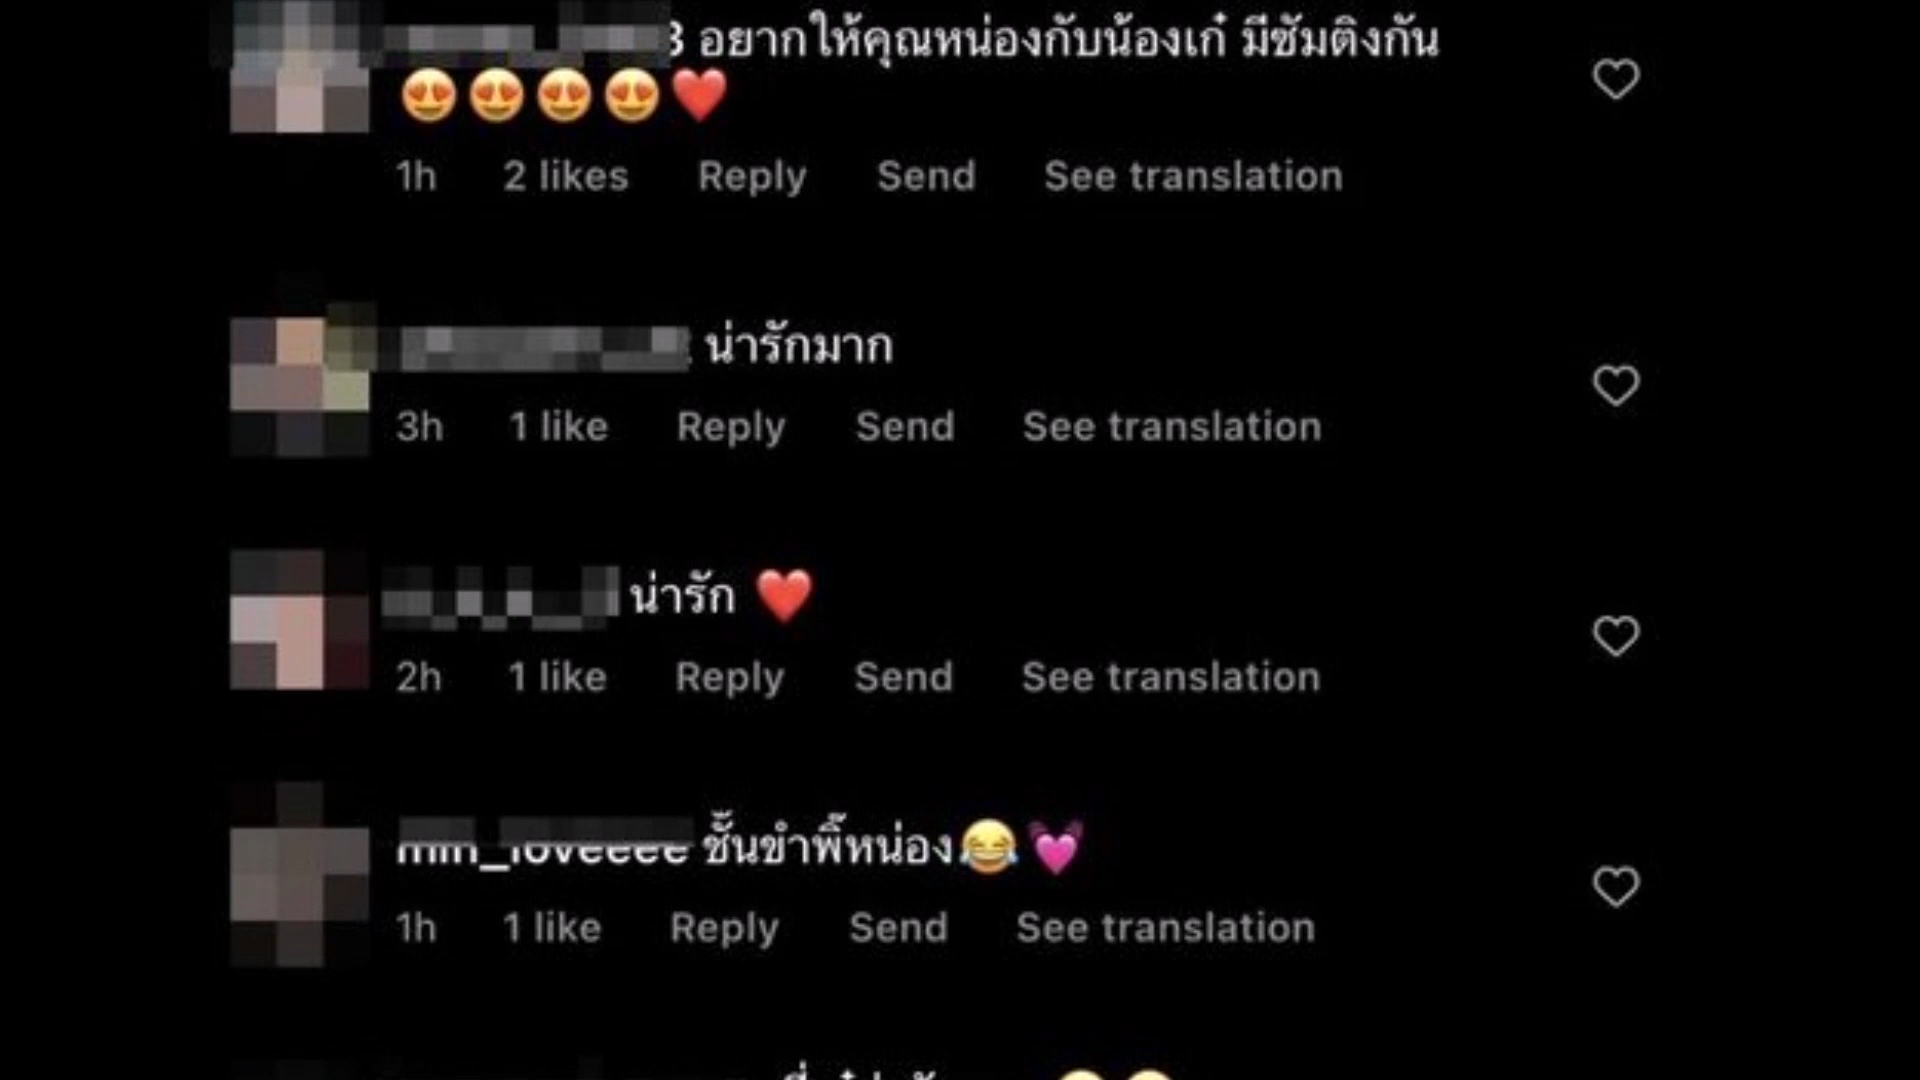 3 อยากให้คุณหน่องกับน้องเก๋ มีซัมติงกัน
😍😍😍😍❤️
1h 2 likes Reply Send See translation
น่ารักมาก
3h 1 like Reply Send See translation
น่ารัก ❤️
2h 1 like Reply Send See translation
ชั้นขำพี๊หน่อง😂💓
1h 1 like Reply Send See translation